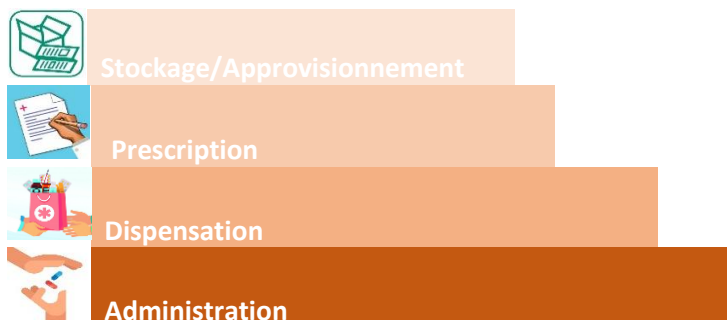 Stockage/Approvisionnement
Prescription
Dispensation
Administration